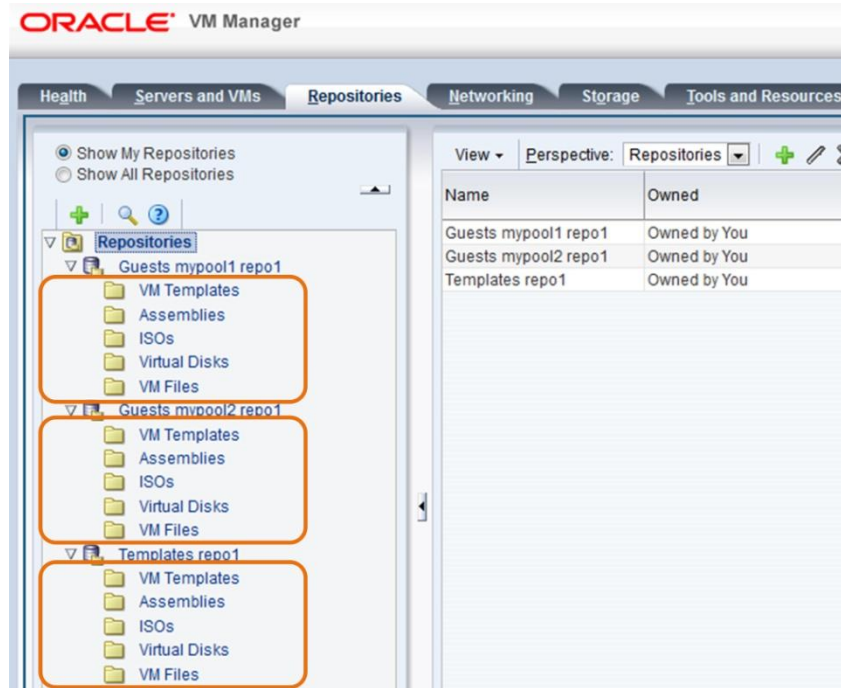 ORACLE VM Manager
Health Servers and VMs Repositories Networking Storage Tools and Resources
Show My Repositories
Show All Repositories
Repositories
Guests mypool1 repo1
VM Templates
Assemblies
ISOs
Virtual Disks
VM Files
Guests mypool2 repo1
VM Templates
Assemblies
ISOs
Virtual Disks
VM Files
Templates repo1
VM Templates
Assemblies
ISOs
Virtual Disks
VM Files
View Perspective: Repositories
Name Owned
Guests mypool1 repo1 Owned by You
Guests mypool2 repo1 Owned by You
Templates repo1 Owned by You